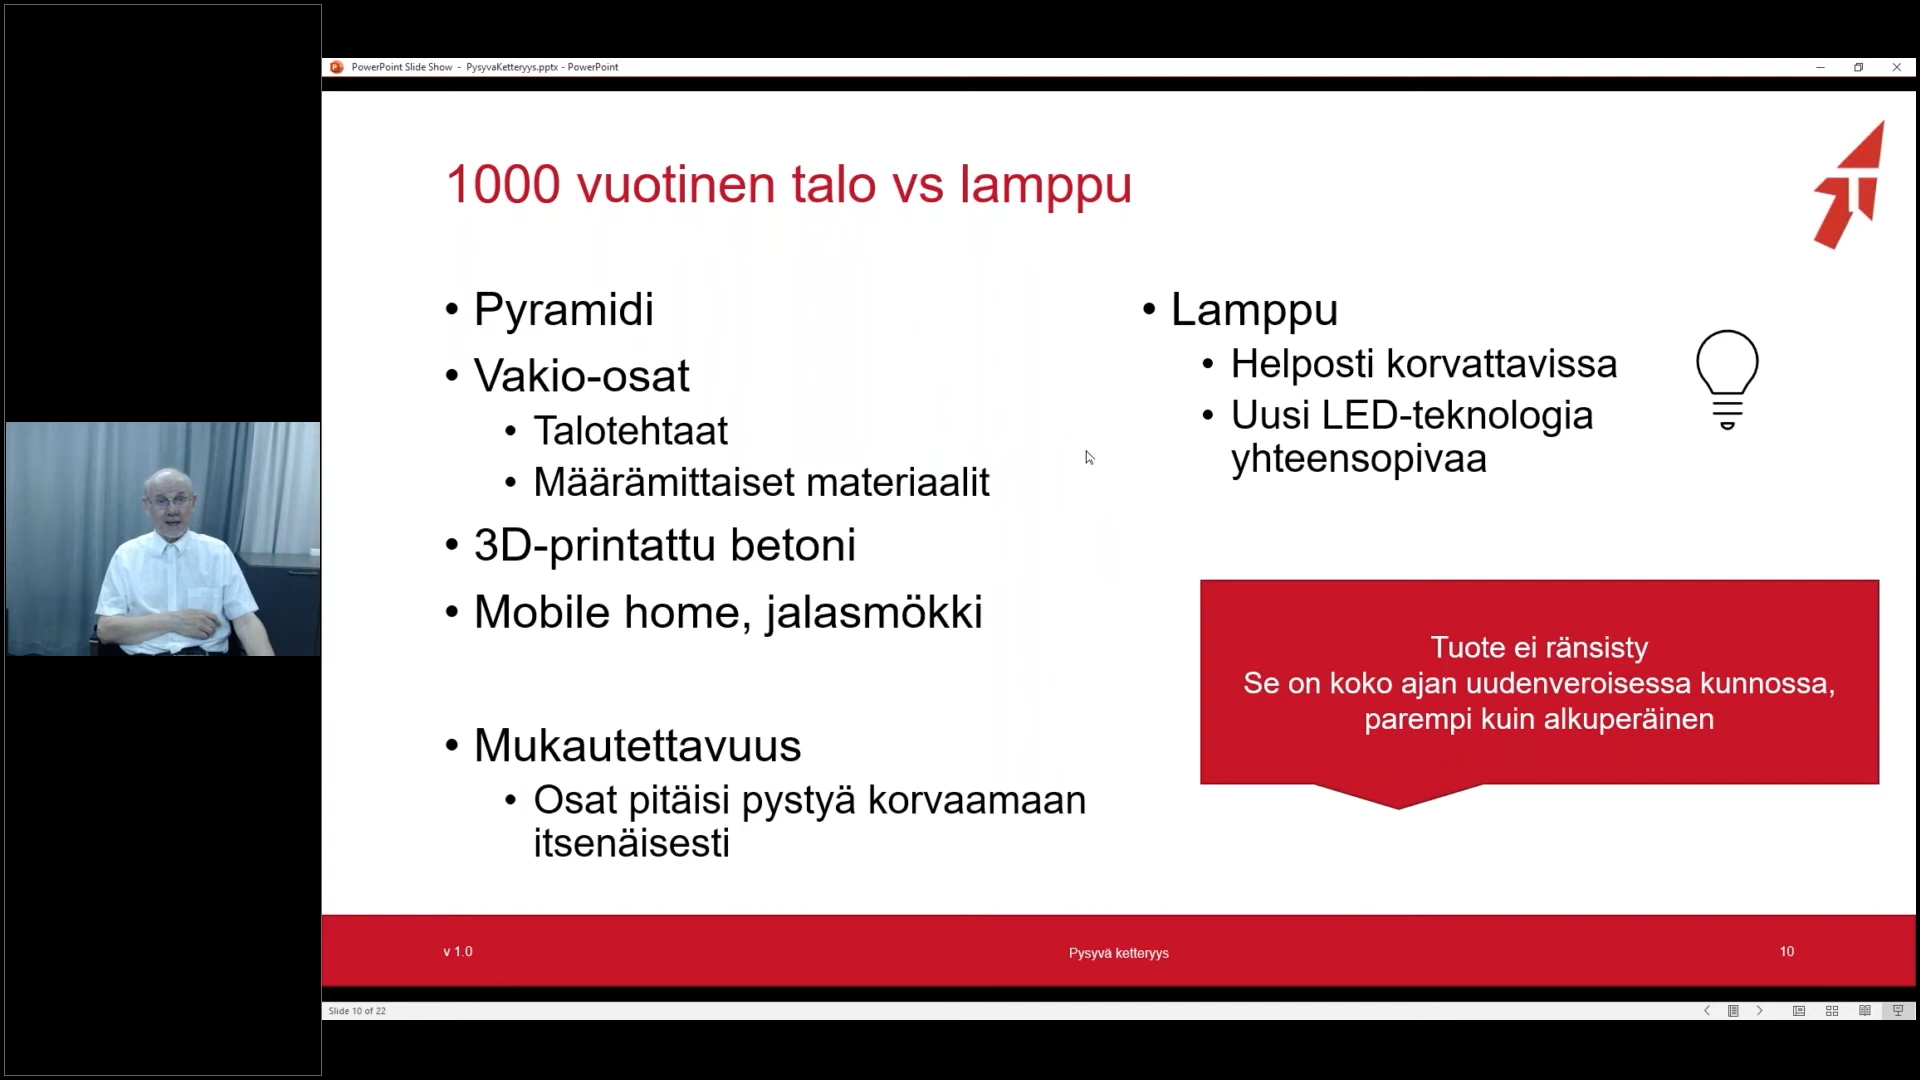 PowerPoint Slide Show - PysyvaKetteryys.pptx - PowerPoint
1000 vuotinen talo vs lamppu
• Pyramidi
• Vakio-osat
• Talotehtaat
• Määrämittaiset materiaalit
• 3D-printattu betoni
• Mobile home, jalasmökki
• Mukautettavuus
• Osat pitäisi pystyä korvaamaan
itsenäisesti
• Lamppu
• Helposti korvattavissa
• Uusi LED-teknologia
yhteensopivaa
Tuote ei ränsisty
Se on koko ajan uudenveroisessa kunnossa,
parempi kuin alkuperäinen
v 1.0
Pysyvä ketteryys
10
Slide 10 of 22